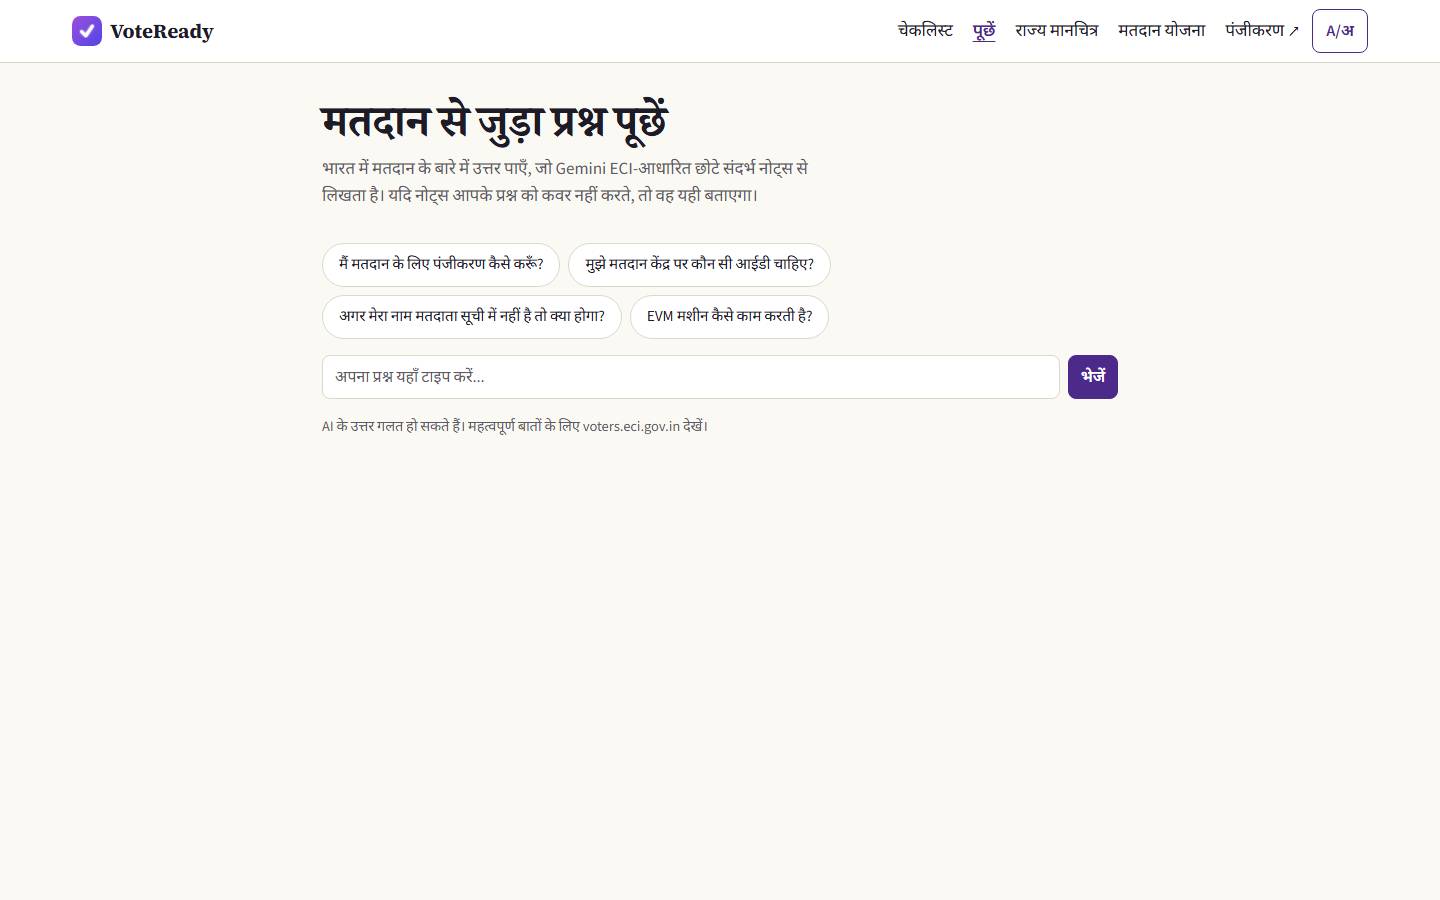 VoteReady
चेकलिस्ट पूछें राज्य मानचित्र मतदान योजना पंजीकरण ↗ A/अ
मतदान से जुड़ा प्रश्न पूछें
भारत में मतदान के बारे में उत्तर पाएँ, जो Gemini ECI-आधारित छोटे संदर्भ नोट्स से
लिखता है। यदि नोट्स आपके प्रश्न को कवर नहीं करते, तो वह यही बताएगा।
मैं मतदान के लिए पंजीकरण कैसे करूँ? मुझे मतदान केंद्र पर कौन सी आईडी चाहिए?
अगर मेरा नाम मतदाता सूची में नहीं है तो क्या होगा? EVM मशीन कैसे काम करती है?
अपना प्रश्न यहाँ टाइप करें... भेजें
AI के उत्तर गलत हो सकते हैं। महत्वपूर्ण बातों के लिए voters.eci.gov.in देखें।